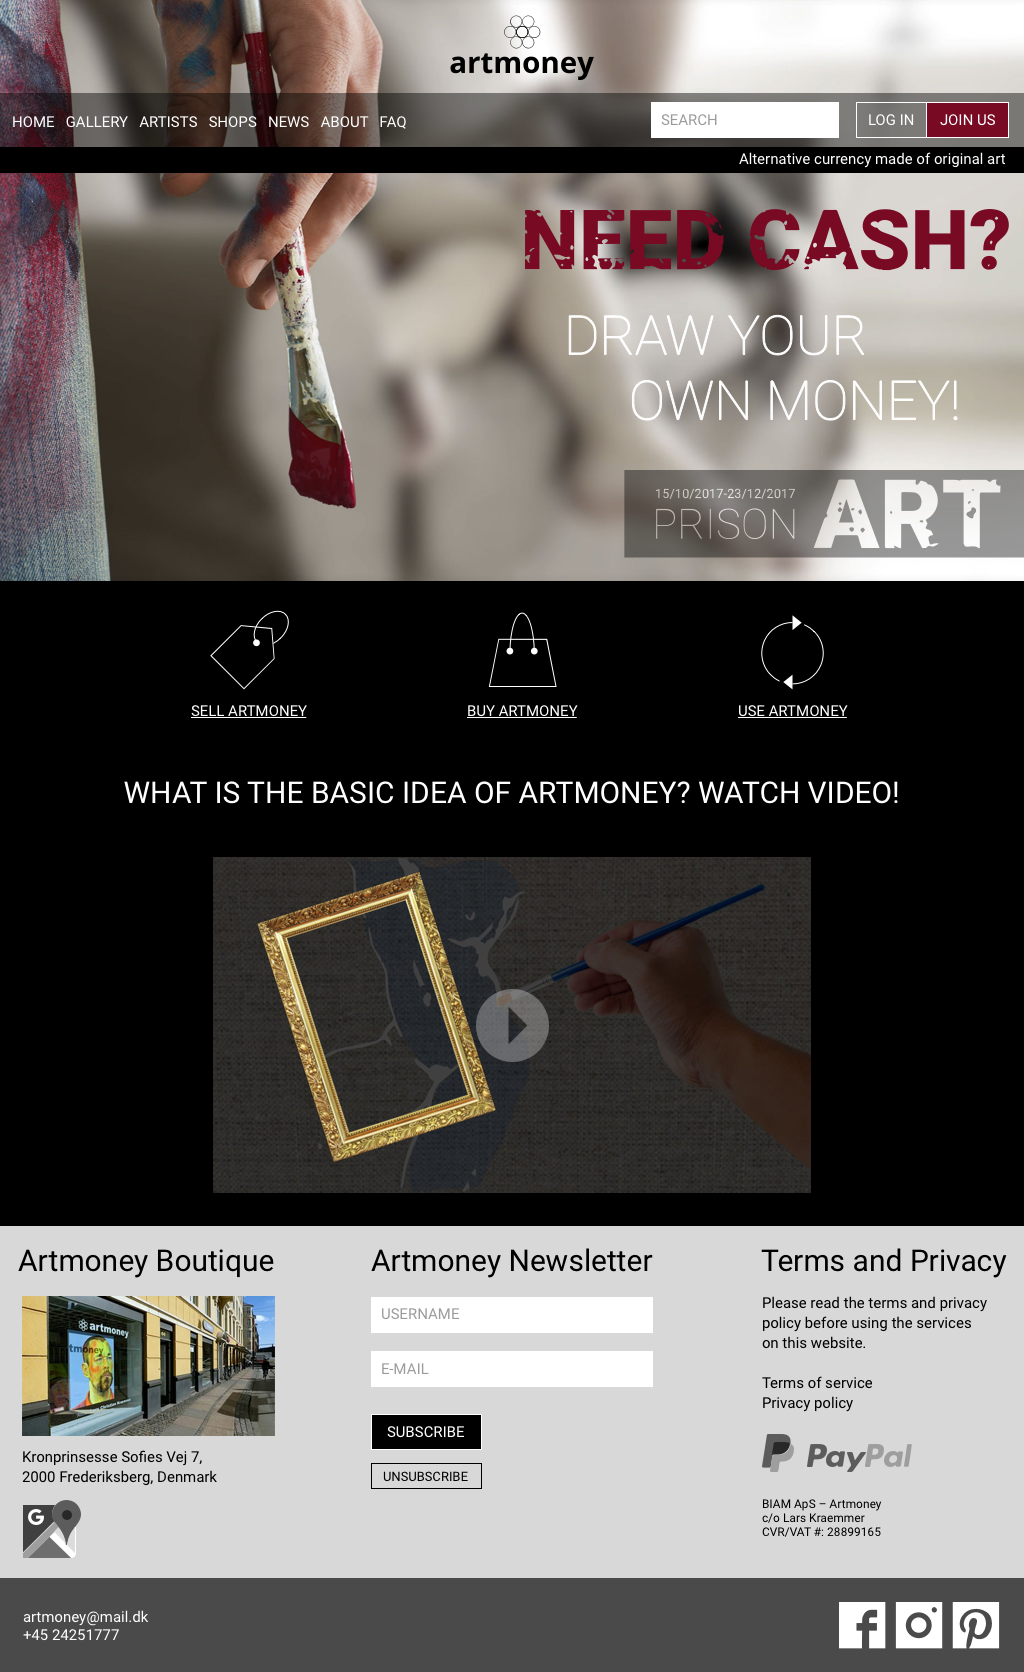 artmoney
HOME GALLERY ARTISTS SHOPS NEWS ABOUT FAQ
SEARCH
LOG IN
JOIN US
Alternative currency made of original art
NEED CASH?
DRAW YOUR
OWN MONEY!
15/10/2017-23/12/2017
PRISON ART
SELL ARTMONEY
BUY ARTMONEY
USE ARTMONEY
WHAT IS THE BASIC IDEA OF ARTMONEY? WATCH VIDEO!
Artmoney Boutique
artmoney
Kronprinsesse Sofies Vej 7,
2000 Frederiksberg, Denmark
G
Artmoney Newsletter
USERNAME
E-MAIL
SUBSCRIBE
UNSUBSCRIBE
Terms and Privacy
Please read the terms and privacy
policy before using the services
on this website.
Terms of service
Privacy policy
PayPal
BIAM ApS – Artmoney
c/o Lars Kraemmer
CVR/VAT #: 28899165
artmoney@mail.dk
+45 24251777